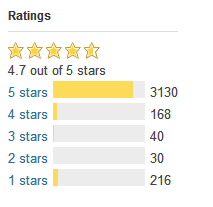 Ratings
4.7 out of 5 stars
5 stars 3130
4 stars 168
3 stars 40
2 stars 30
1 stars 216